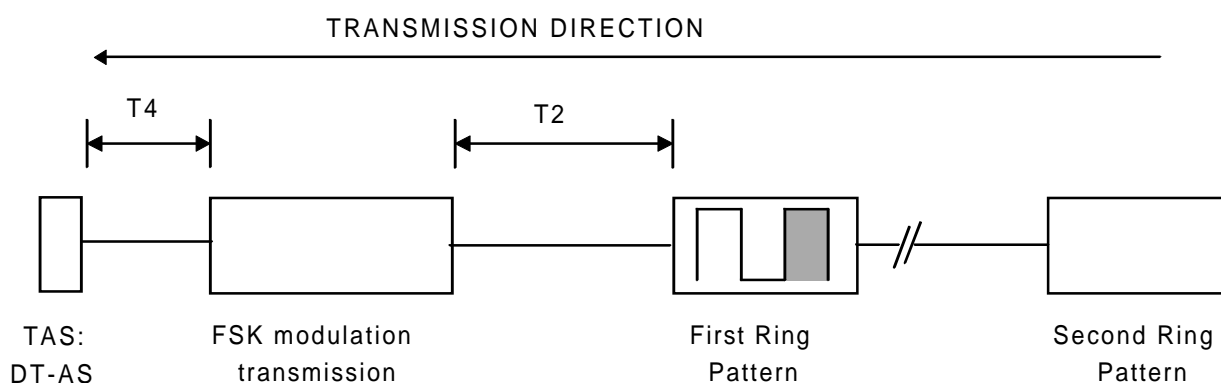 TRANSMISSION DIRECTION
T4
T2
TAS:
DT-AS
FSK modulation
transmission
First Ring
Pattern
Second Ring
Pattern